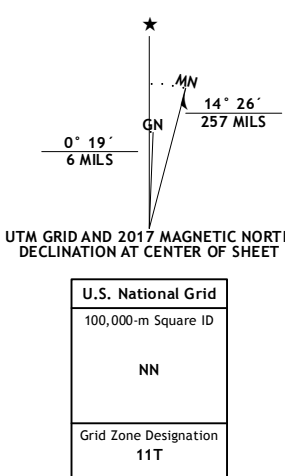 MN
14° 26´
257 MILS
GN
0° 19´
6 MILS
UTM GRID AND 2017 MAGNETIC NORT
DECLINATION AT CENTER OF SHEET
U.S. National Grid
100,000-m Square ID
NN
Grid Zone Designation
11T